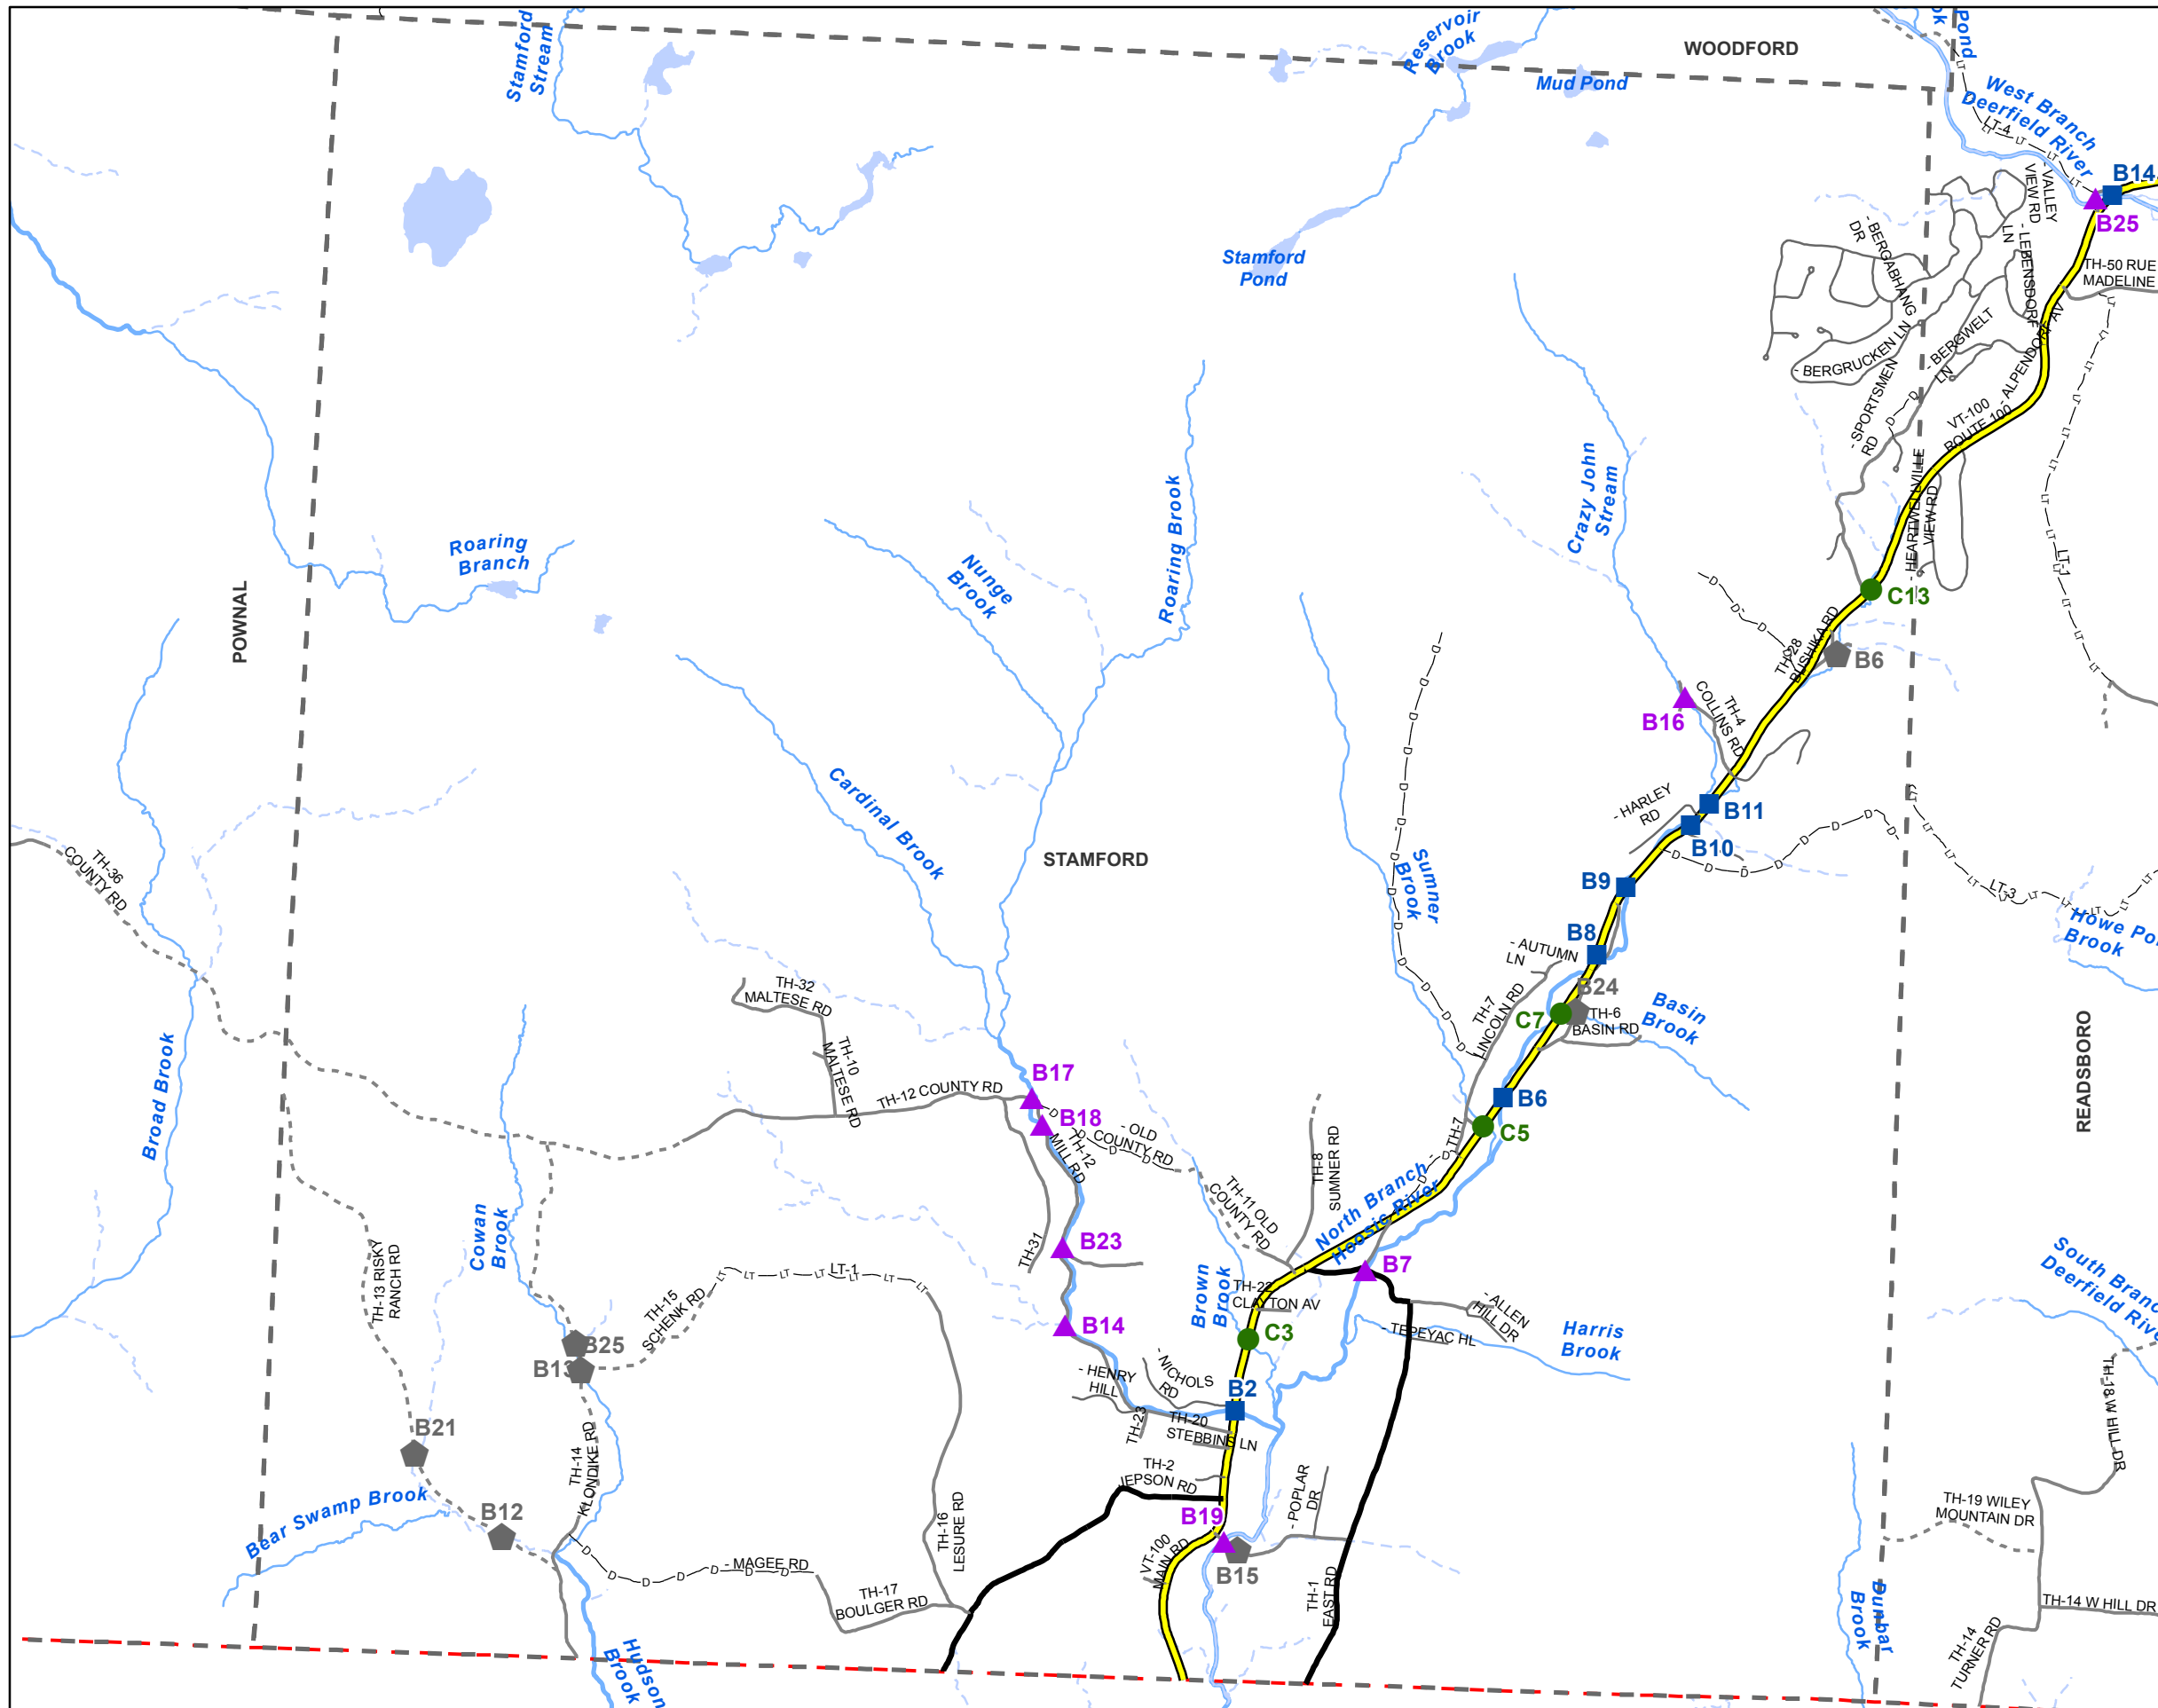 Stamford
Stream
Reservoir
Brook
WOODFORD
Pond
Mud Pond
West Branch
Deerfield River
LT-4
B14
B25
- VALLEY
VIEW RD
- LEBENSDORF
LN
- BERGABHANG
DR
TH-50 RUE
MADELINE
Stamford
Pond
- BERGRUCKEN LN
- BERGWELT
LN
- ALPENDORF AV
- SPORTSMEN
RD
VT-100
ROUTE 100
- HEARTWELLVILLE
VIEW RD
LT-1
Crazy John
Stream
Roaring Brook
Nunge
Brook
Roaring
Branch
POWNAL
C13
TH-28
BUSHIKA RD
B6
B16
TH-4
COLLINS RD
Cardinal Brook
STAMFORD
- HARLEY
RD
B11
B10
B9
B8
LT-3
Brook
Sumner
Brook
TH-36
COUNTY RD
- AUTUMN
LN
B24
C7
TH-6
BASIN RD
Basin
Brook
TH-7
LINCOLN RD
TH-32
MALTESE RD
TH-10
MALTESE RD
TH-12 COUNTY RD
B17
B18
TH-12
MILL RD
- OLD
COUNTY RD
B6
C5
TH-7
READSBORO
Broad Brook
TH-8
SUMNER RD
TH-11 OLD
COUNTY RD
North Branch
Hoosic River
TH-31
B23
B7
Cowan
Brook
TH-13 RISKY
RANCH RD
LT-1
TH-15
SCHENK RD
Brown
Brook
TH-22
CLAYTON AV
- ALLEN
HILL DR
- TEPEYAC HL
Harris
Brook
South Branch
Deerfield River
B14
C3
B25
B13
- HENRY
HILL
- NICHOLS
RD
B2
TH-23
TH-20
STEBBINS LN
TH-18 W HILL DR
B21
TH-14
KLONDIKE RD
TH-2
JEPSON RD
- POPLAR
DR
Bear Swamp Brook
B12
TH-16
LESURE RD
B19
B15
VT-100
MAIN RD
TH-19 WILEY
MOUNTAIN DR
- MAGEE RD
TH-17
BOULGER RD
TH-1
EAST RD
Dunbar
Brook
TH-14 W HILL DR
TH-14
TURNER RD
Hudson
Brook